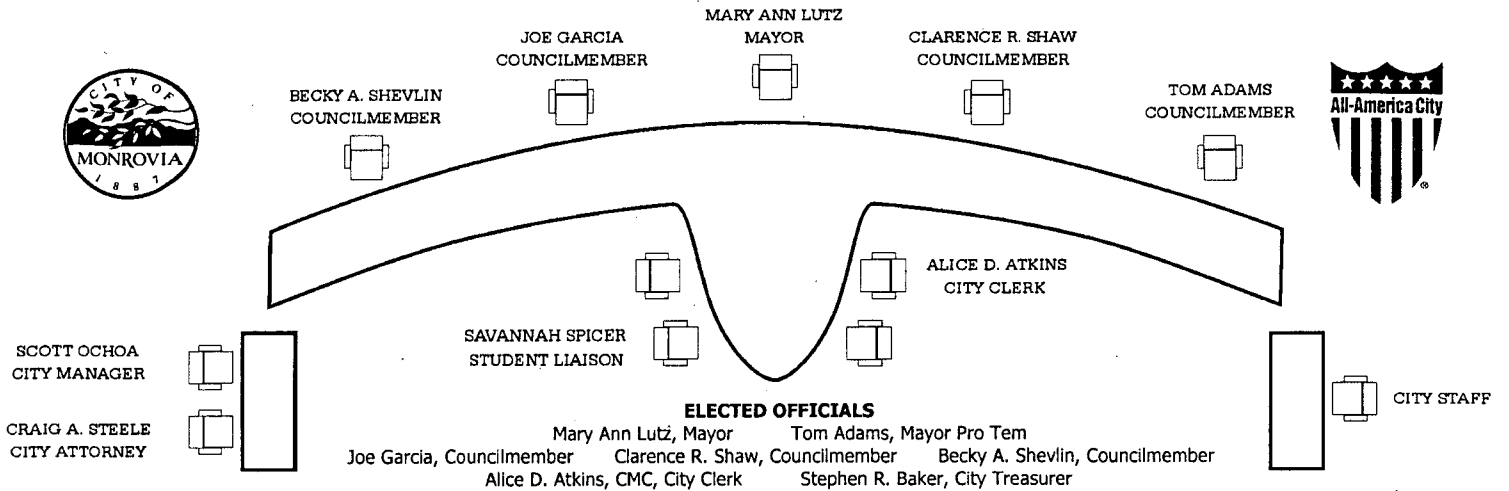 MARY ANN LUTZ
MAYOR
JOE GARCIA
COUNCILMEMBER
CLARENCE R. SHAW
COUNCILMEMBER
BECKY A. SHEVLIN
COUNCILMEMBER
TOM ADAMS
COUNCILMEMBER
CITY OF
MONROVIA
1887
All-America City
®
ALICE D. ATKINS
CITY CLERK
SAVANNAH SPICER
STUDENT LIAISON
SCOTT OCHOA
CITY MANAGER
CRAIG A. STEELE
CITY ATTORNEY
CITY STAFF
ELECTED OFFICIALS
Mary Ann Lutz, Mayor Tom Adams, Mayor Pro Tem
Joe Garcia, Councilmember Clarence R. Shaw, Councilmember Becky A. Shevlin, Councilmember
Alice D. Atkins, CMC, City Clerk Stephen R. Baker, City Treasurer